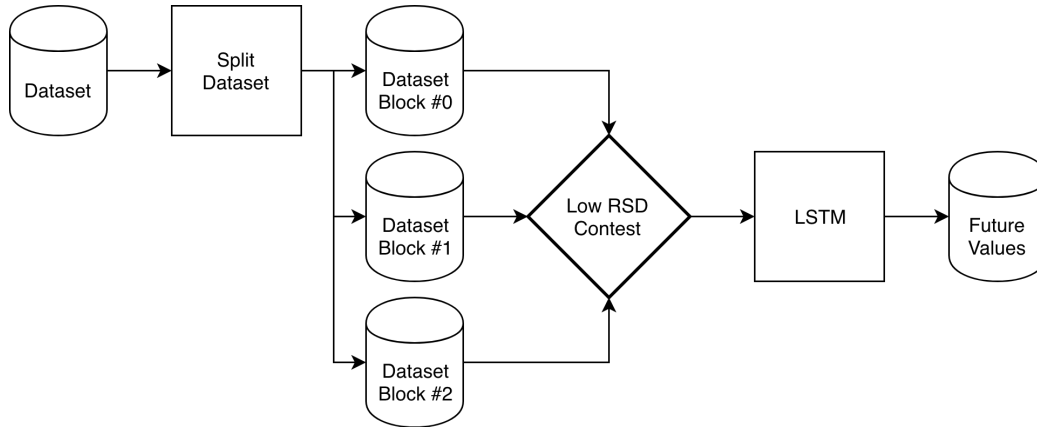 Dataset
Split
Dataset
Dataset
Block #0
Dataset
Block #1
Dataset
Block #2
Low RSD
Contest
LSTM
Future
Values